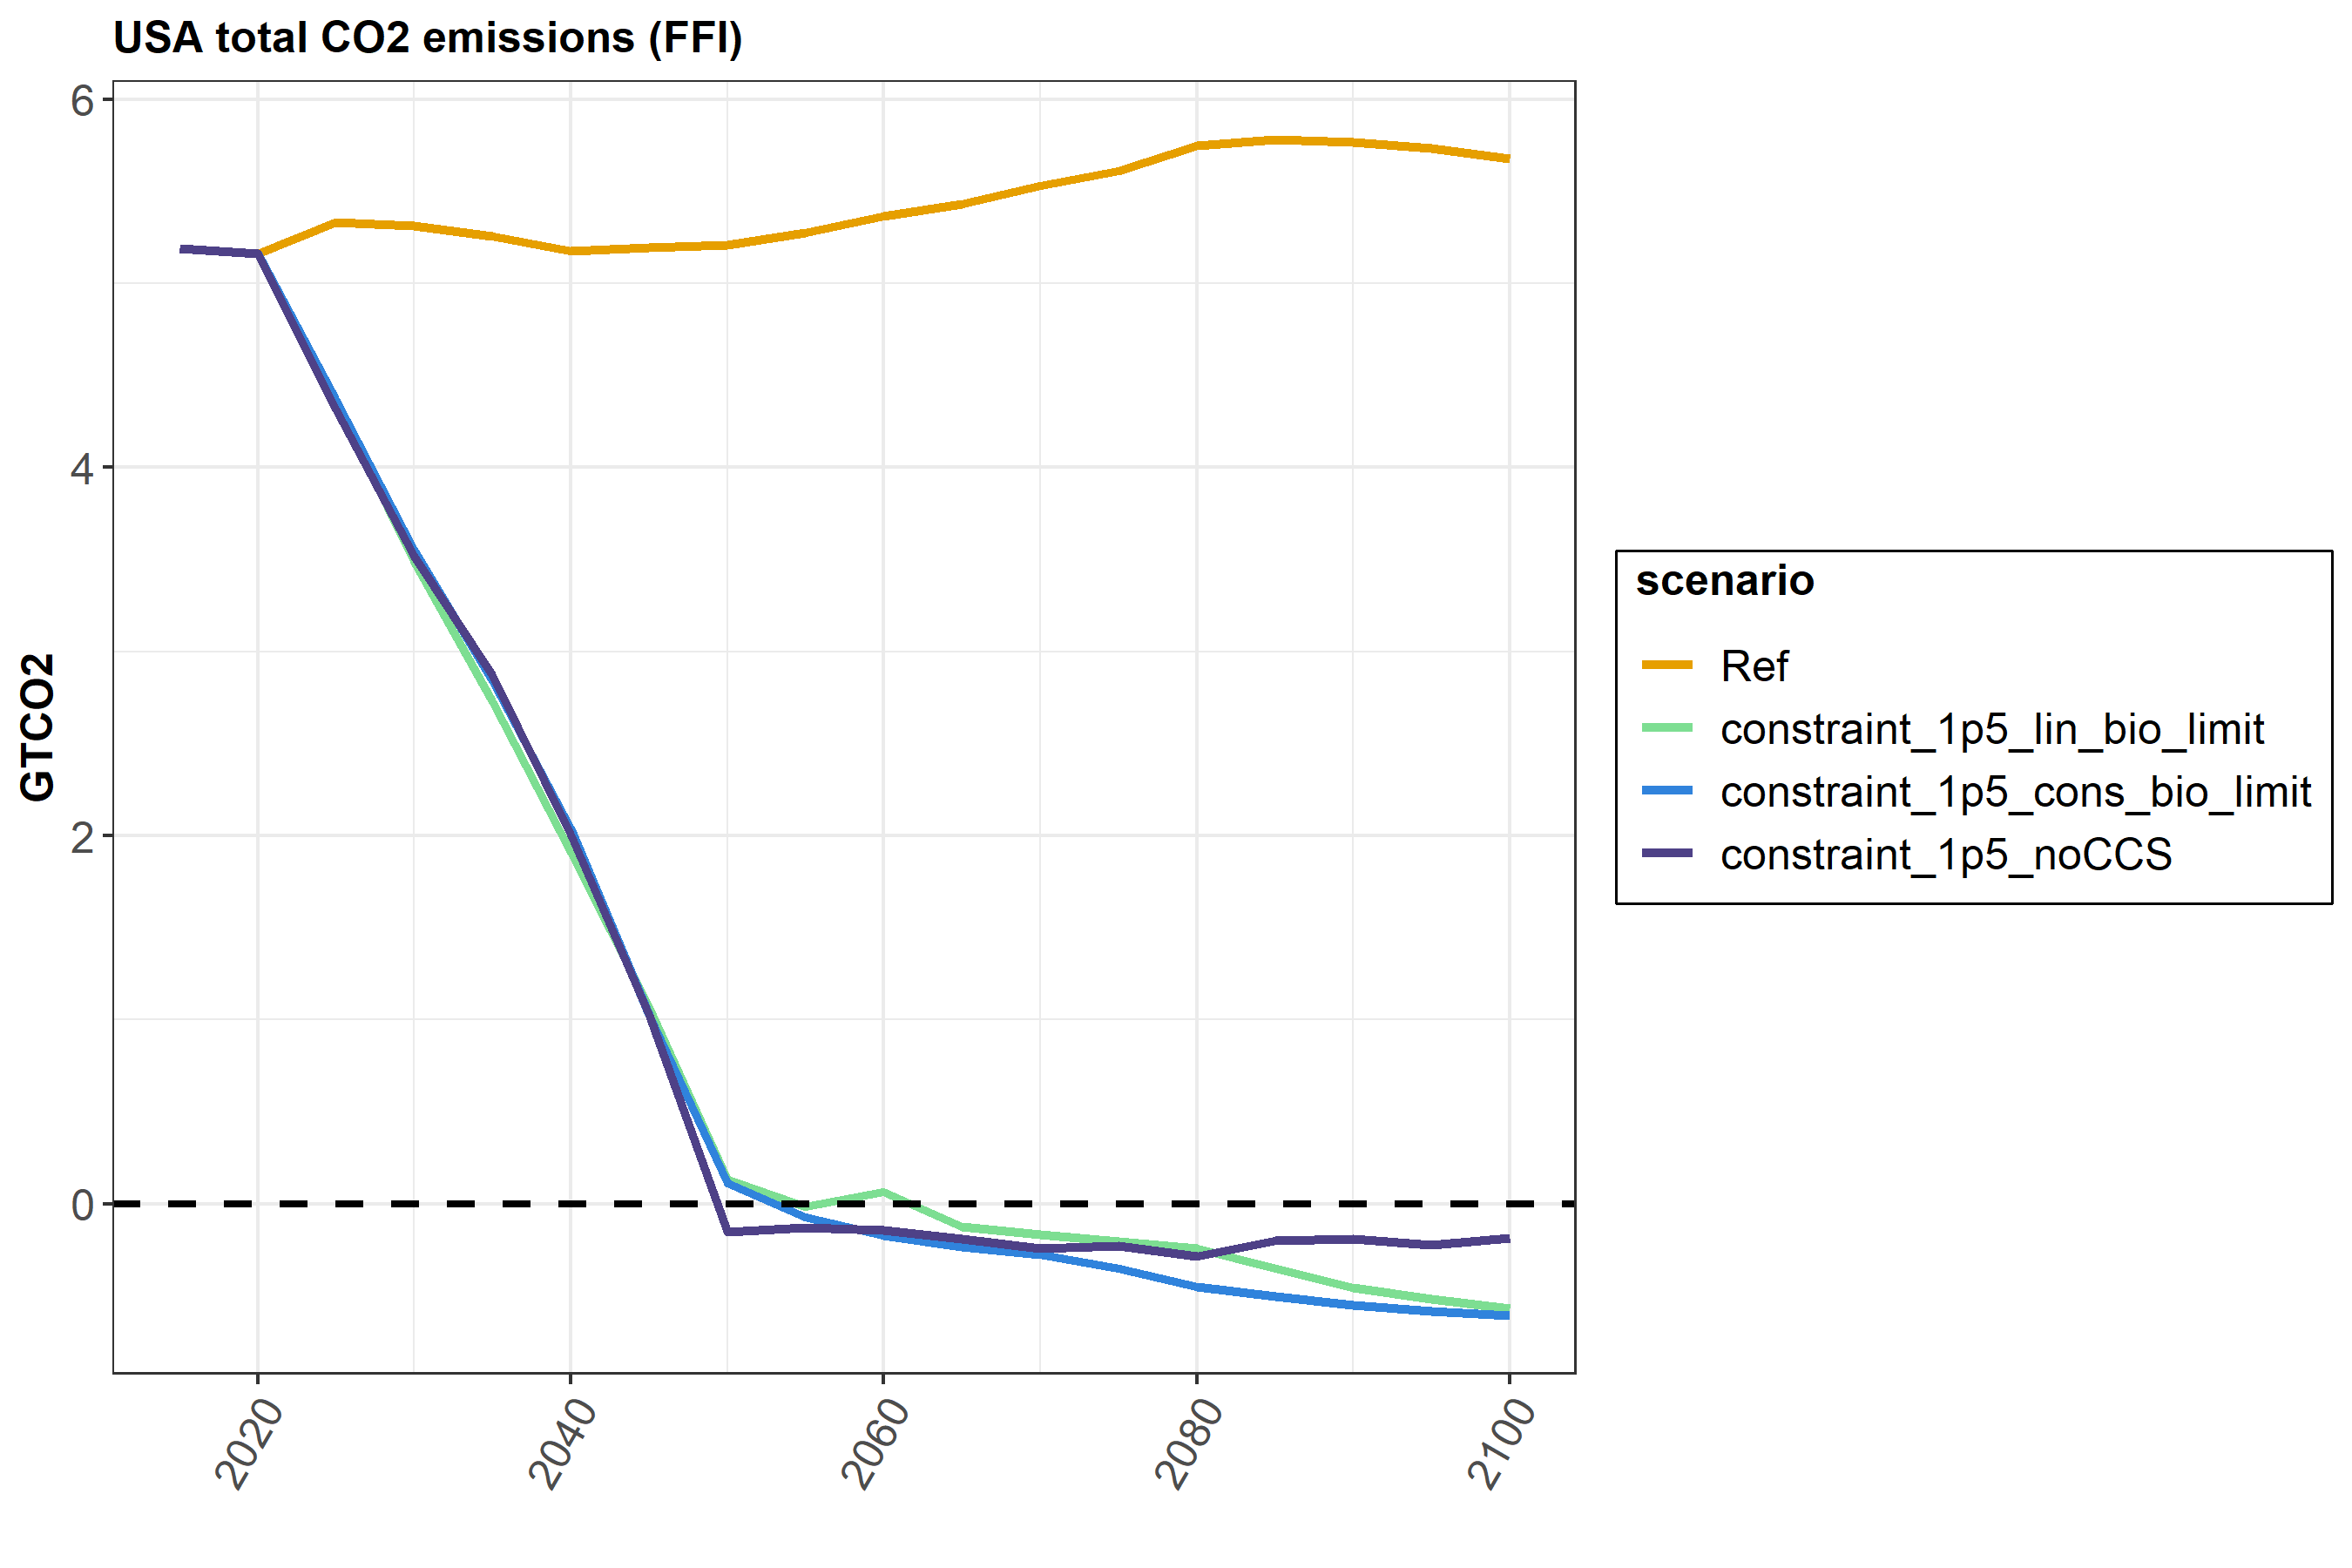 USA total CO2 emissions (FFI)
6
4
2
0
GTCO2
2020
2040
2060
2080
2100
scenario
Ref
constraint_1p5_lin_bio_limit
constraint_1p5_cons_bio_limit
constraint_1p5_noCCS